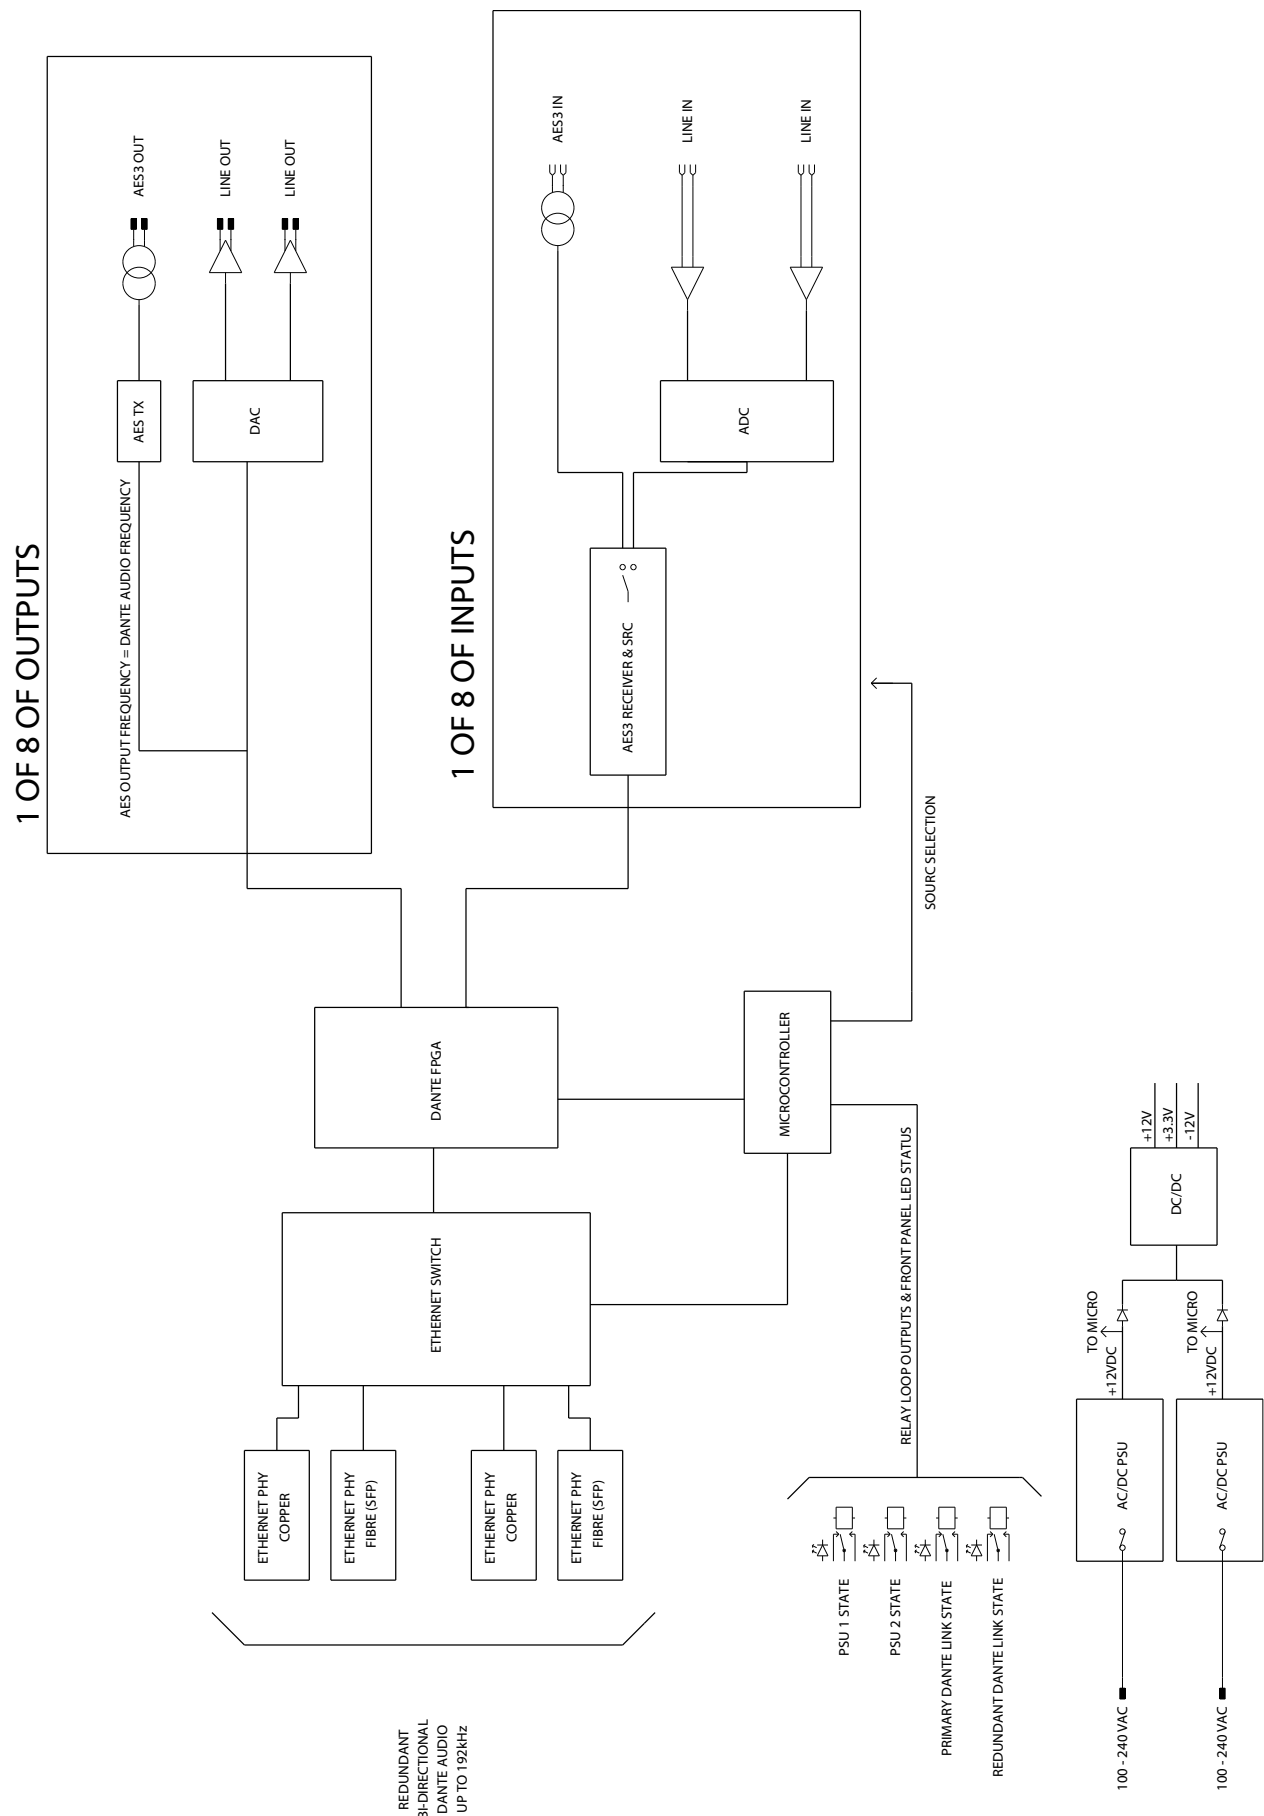 1 OF 8 OF OUTPUTS
AES3 OUT
LINE OUT
LINE OUT
AES TX
DAC
AES OUTPUT FREQUENCY = DANTE AUDIO FREQUENCY
1 OF 8 OF INPUTS
AES3 IN
LINE IN
LINE IN
ADC
AES3 RECEIVER & SRC
SOURC SELECTION
DANTE FPGA
MICROCONTROLLER
ETHERNET SWITCH
RELAY LOOP OUTPUTS & FRONT PANEL LED STATUS
ETHERNET PHY
COPPER
ETHERNET PHY
FIBRE (SFP)
ETHERNET PHY
COPPER
ETHERNET PHY
FIBRE (SFP)
REDUNDANT
BI-DIRECTIONAL
DANTE AUDIO
UP TO 192kHz
PSU 1 STATE
PSU 2 STATE
PRIMARY DANTE LINK STATE
REDUNDANT DANTE LINK STATE
+12V
+3.3V
-12V
DC/DC
TO MICRO
+12VDC
TO MICRO
+12VDC
AC/DC PSU
AC/DC PSU
100 - 240 VAC
100 - 240 VAC